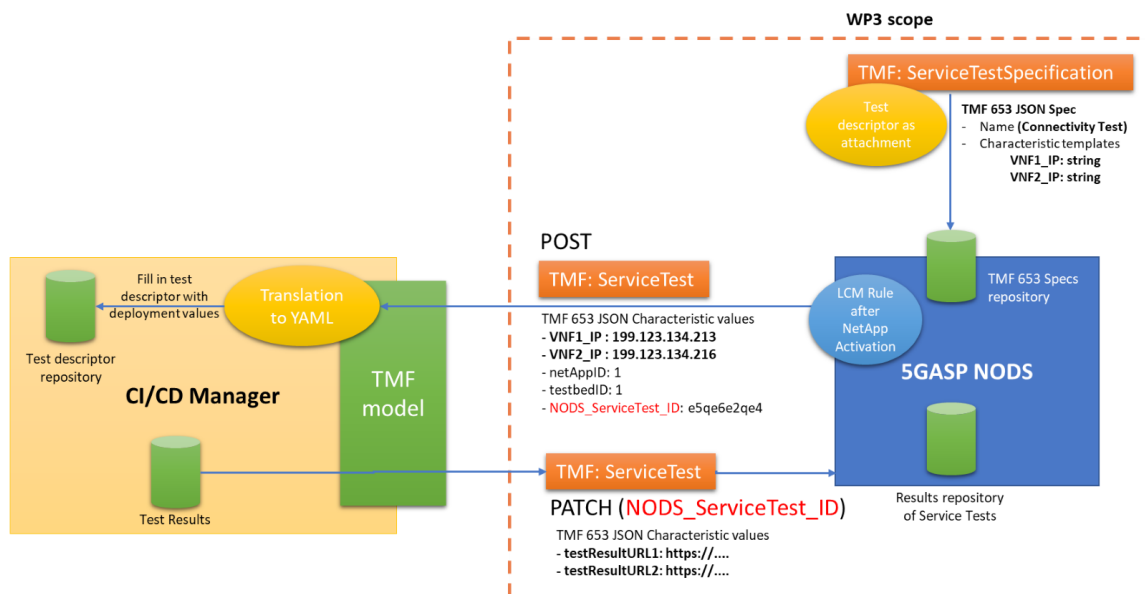 WP3 scope
TMF: ServiceTestSpecification
Test
descriptor as
attachment
TMF 653 JSON Spec
- Name (Connectivity Test)
- Characteristic templates
VNF1_IP: string
VNF2_IP: string
POST
TMF: ServiceTest
TMF 653 JSON Characteristic values
- VNF1_IP : 199.123.134.213
- VNF2_IP : 199.123.134.216
- netAppID: 1
- testbedID: 1
- NODS_ServiceTest_ID: e5qe6e2qe4
LCM Rule
after
NetApp
Activation
TMF 653 Specs
repository
5GASP NODS
Results repository
of Service Tests
Fill in test
descriptor with
deployment values
Translation
to YAML
Test descriptor
repository
CI/CD Manager
TMF
model
Test Results
TMF: ServiceTest
PATCH (NODS_ServiceTest_ID)
TMF 653 JSON Characteristic values
- testResultURL1: https://....
- testResultURL2: https://....